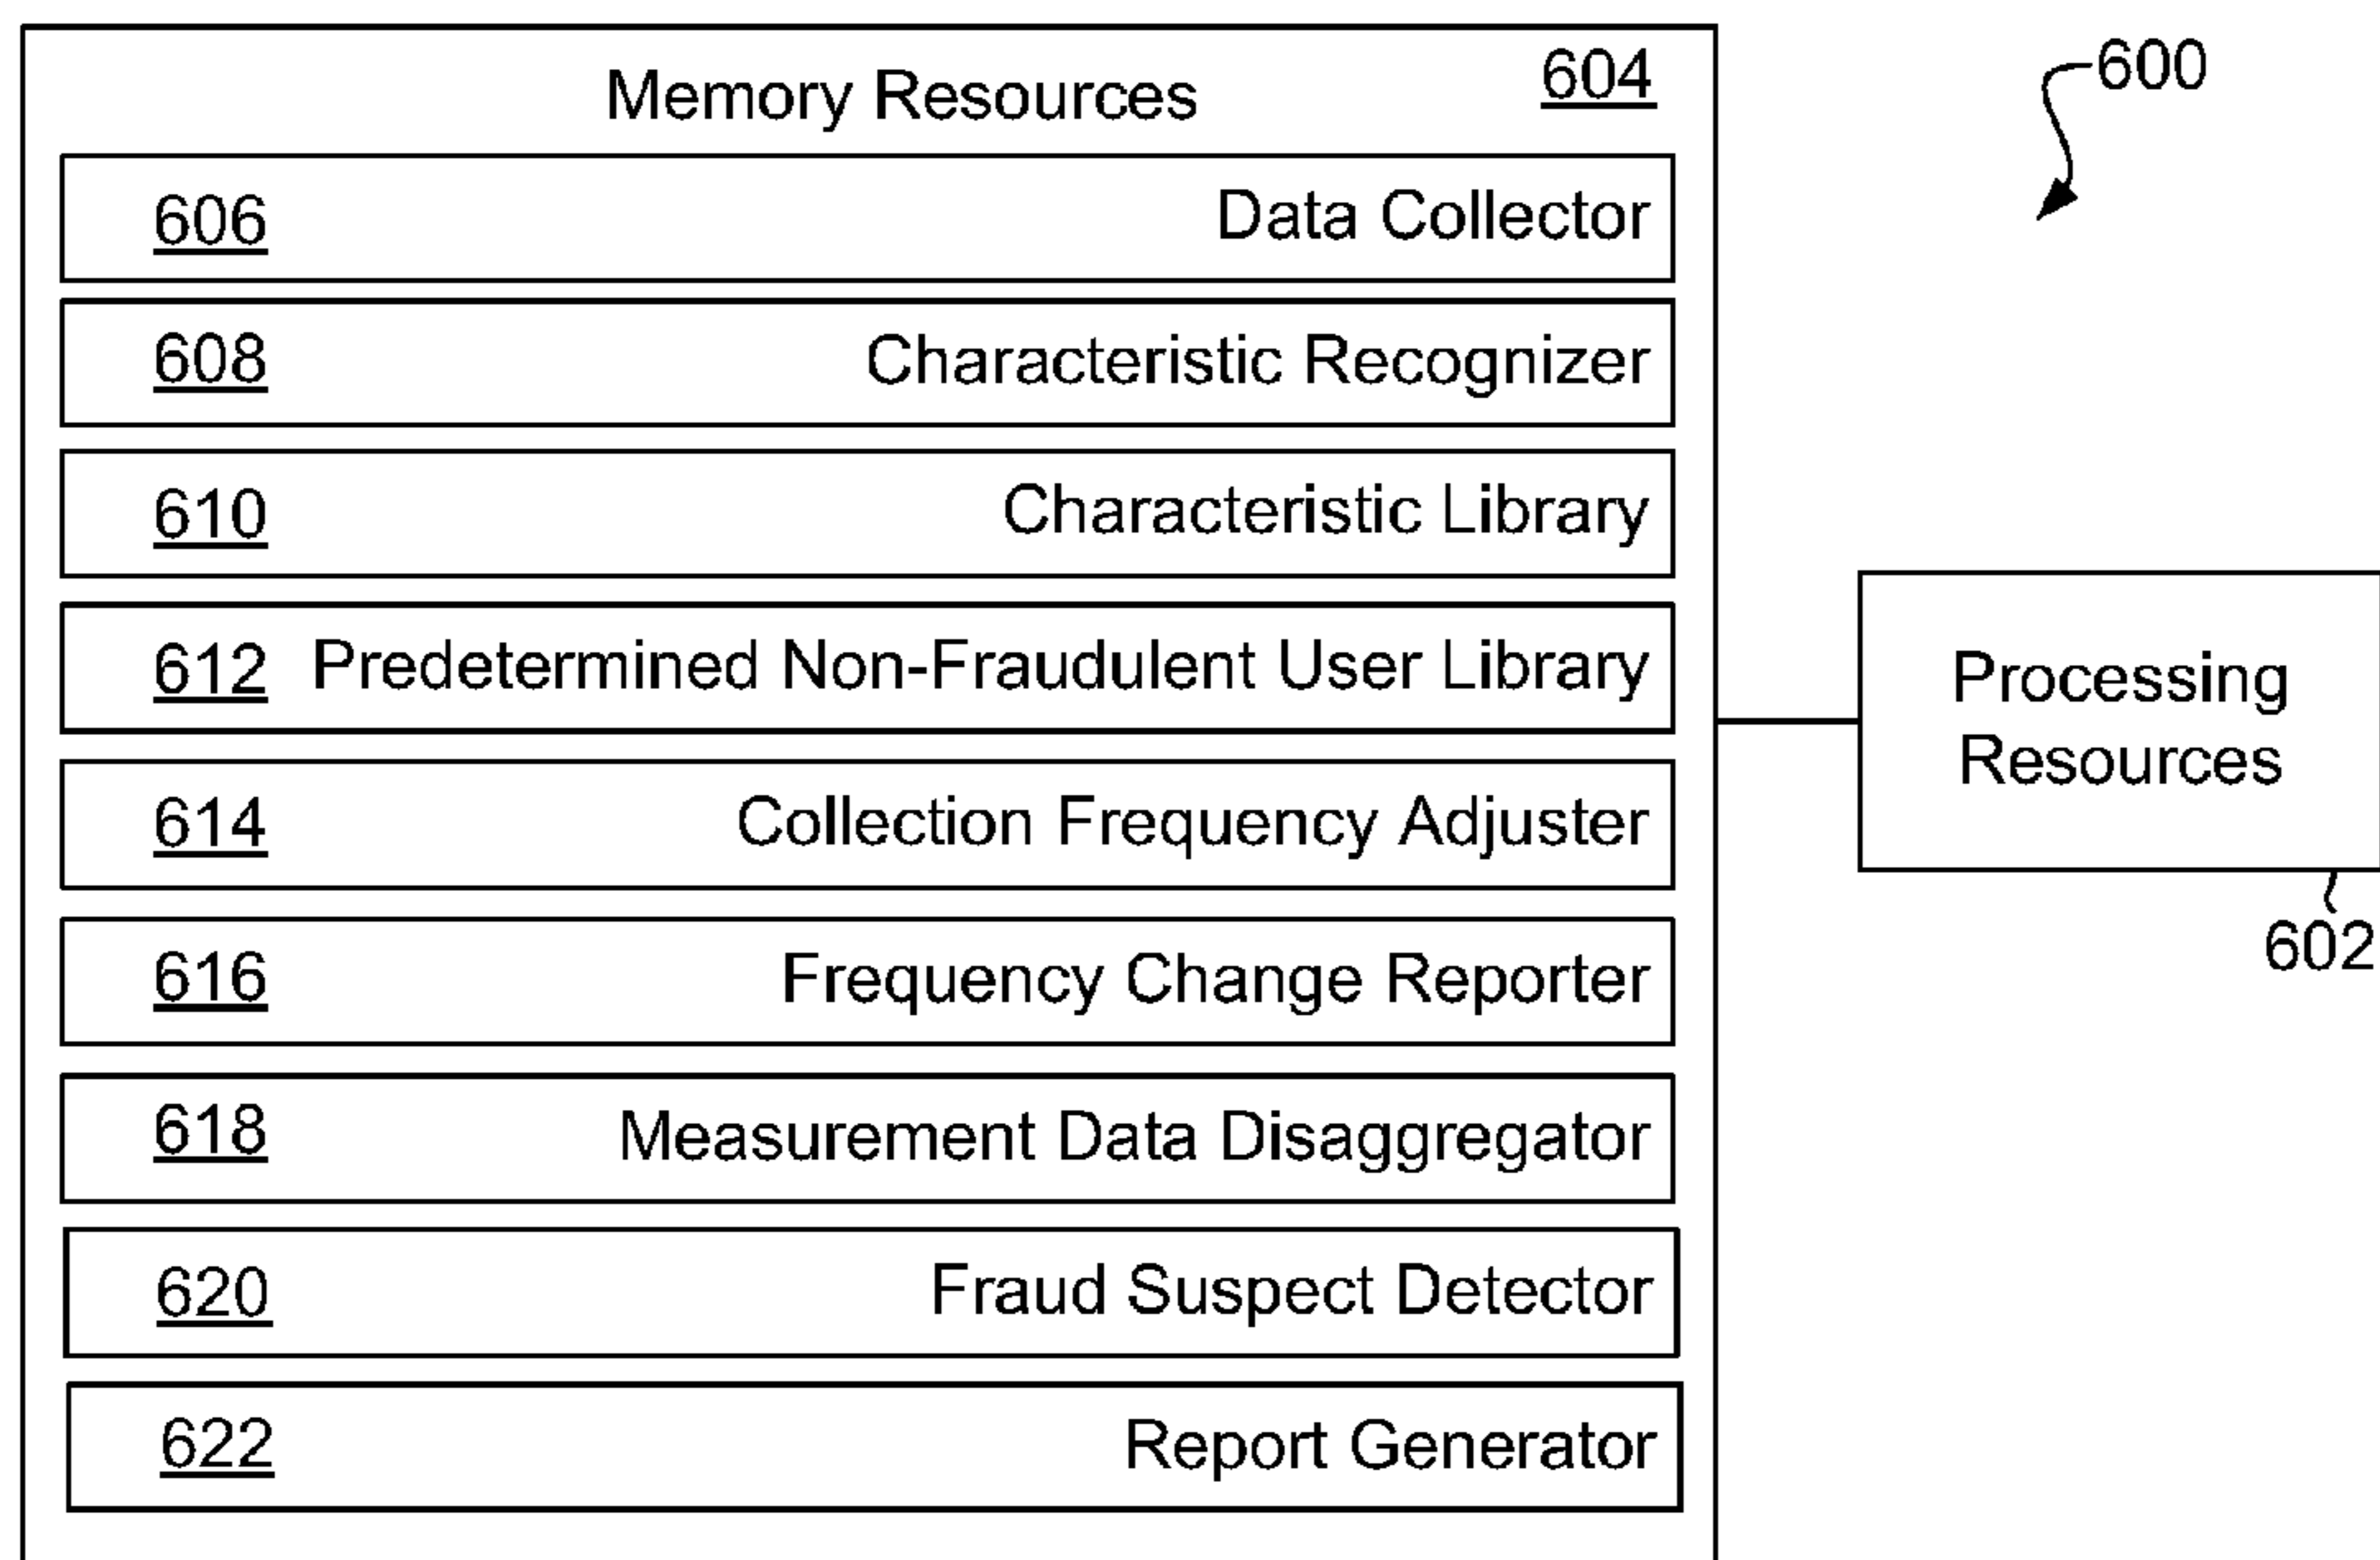 Memory Resources 604
600
606 Data Collector
608 Characteristic Recognizer
610 Characteristic Library
612 Predetermined Non-Fraudulent User Library
614 Collection Frequency Adjuster
616 Frequency Change Reporter
618 Measurement Data Disaggregator
620 Fraud Suspect Detector
622 Report Generator
Processing
Resources
602